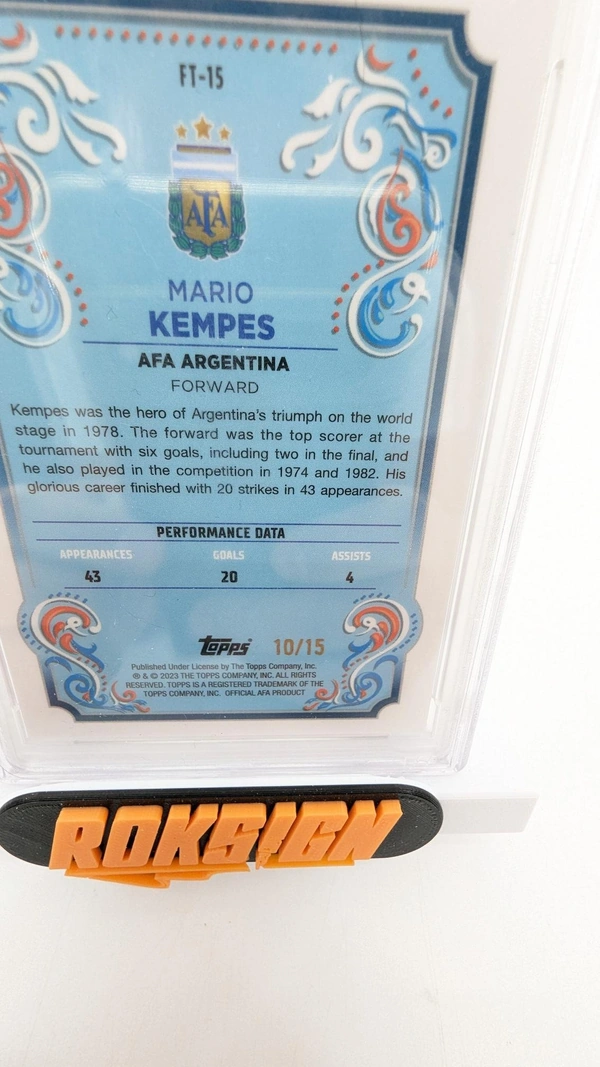 FT-15
AFA
MARIO
KEMPES
AFA ARGENTINA
FORWARD
Kempes was the hero of Argentina's triumph on the world
stage in 1978. The forward was the top scorer at the
tournament with six goals, including two in the final, and
he also played in the competition in 1974 and 1982. His
glorious career finished with 20 strikes in 43 appearances.
PERFORMANCE DATA
APPEARANCES GOALS ASSISTS
43 20 4
Topps 10/15
Published Under License by The Topps Company, Inc.
® & © 2023 THE TOPPS COMPANY, INC. ALL RIGHTS
RESERVED. TOPPS IS A REGISTERED TRADEMARK OF THE
TOPPS COMPANY, INC. OFFICIAL AFA PRODUCT
ROKS!GN